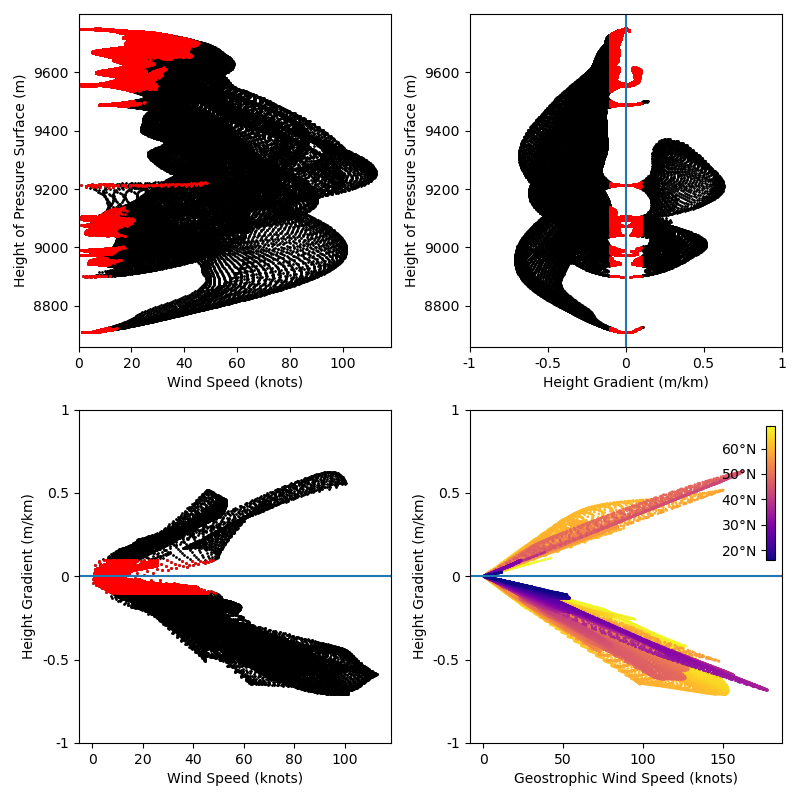 Height of Pressure Surface (m)
9600
9400
9200
9000
8800
0 20 40 60 80 100
Wind Speed (knots)
Height of Pressure Surface (m)
9600
9400
9200
9000
8800
-1 -0.5 0 0.5 1
Height Gradient (m/km)
Height Gradient (m/km)
1
0.5
0
-0.5
-1
0 20 40 60 80 100
Wind Speed (knots)
Height Gradient (m/km)
1
0.5
0
-0.5
-1
0 50 100 150
Geostrophic Wind Speed (knots)
60°N
50°N
40°N
30°N
20°N